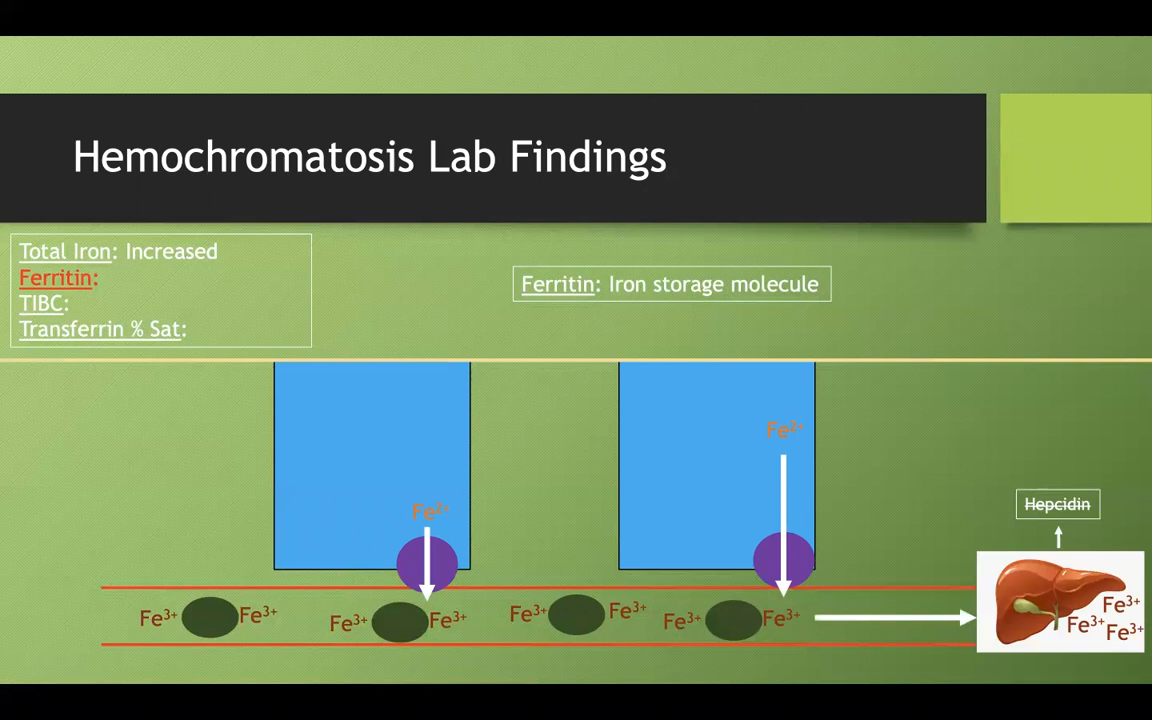 Hemochromatosis Lab Findings
Total Iron: Increased
Ferritin:
TIBC:
Transferrin % Sat:
Ferritin: Iron storage molecule
Fe²⁺
Fe²⁺
Hepcidin
Fe³⁺ Fe³⁺ Fe³⁺ Fe³⁺ Fe³⁺ Fe³⁺ Fe³⁺ Fe³⁺
Fe³⁺
Fe³⁺ Fe³⁺